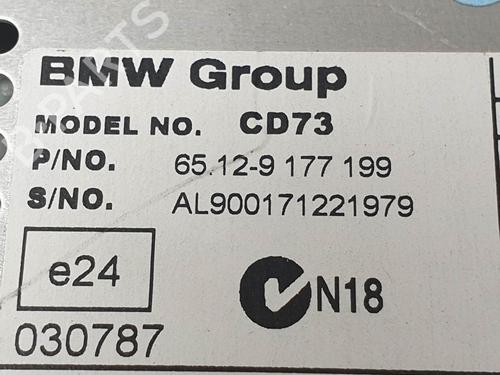 BMW Group
MODEL NO. CD73
P/NO. 65.12-9 177 199
S/NO. AL900171221979
e24
N18
030787